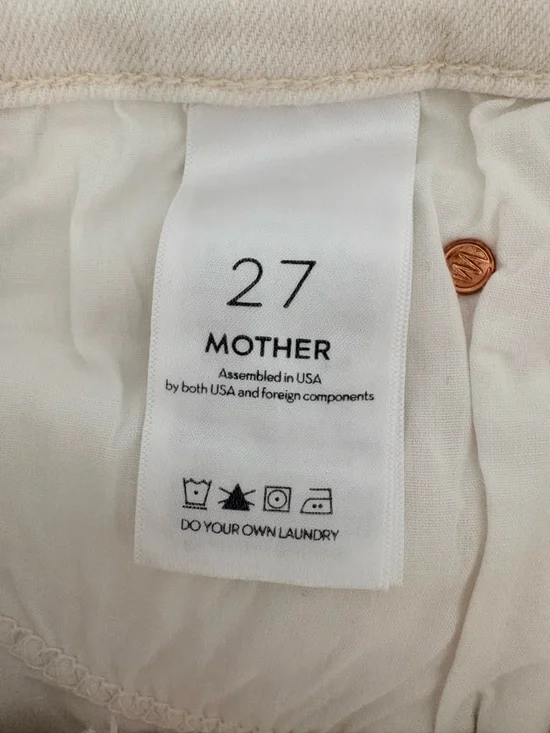 27
MOTHER
Assembled in USA
by both USA and foreign components
DO YOUR OWN LAUNDRY
M